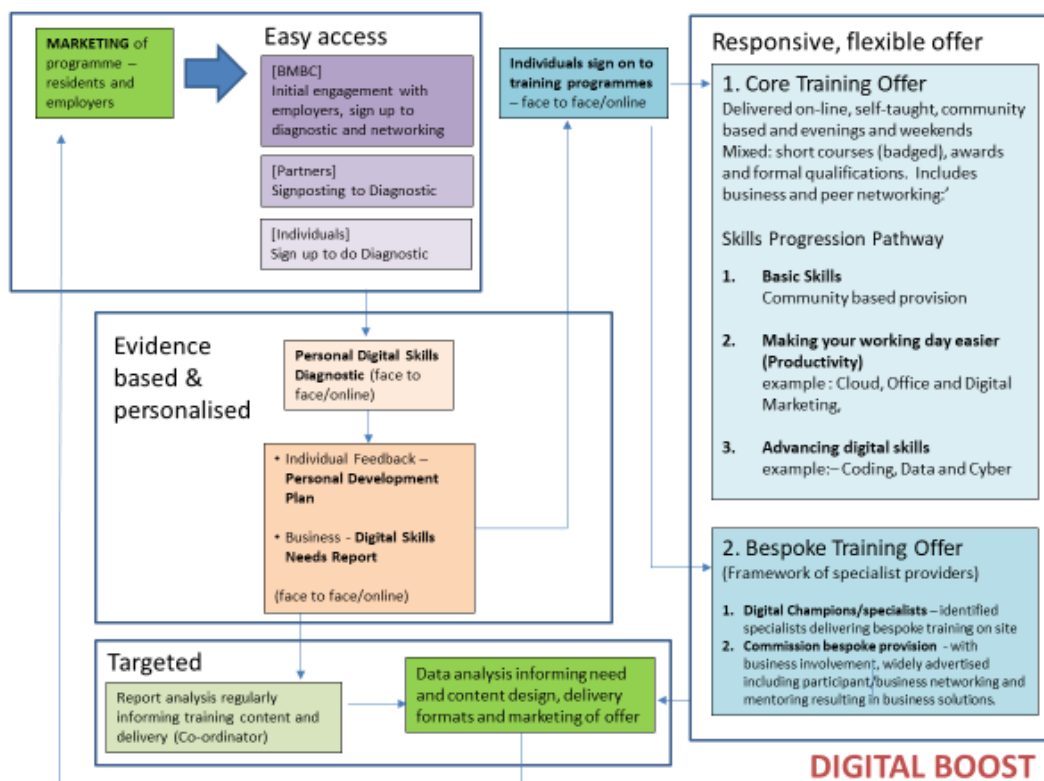 MARKETING of
programme –
residents and
employers
Easy access
[BMBC]
Initial engagement with
employers, sign up to
diagnostic and networking
[Partners]
Signposting to Diagnostic
[Individuals]
Sign up to do Diagnostic
Individuals sign on to
training programmes
– face to face/online
Responsive, flexible offer
1. Core Training Offer
Delivered on-line, self-taught, community
based and evenings and weekends
Mixed: short courses (badged), awards
and formal qualifications. Includes
business and peer networking:’
Skills Progression Pathway
1. Basic Skills
Community based provision
2. Making your working day easier
(Productivity)
example : Cloud, Office and Digital
Marketing,
3. Advancing digital skills
example:– Coding, Data and Cyber
Evidence
based &
personalised
Personal Digital Skills
Diagnostic (face to
face/online)
• Individual Feedback –
Personal Development
Plan
• Business - Digital Skills
Needs Report
(face to face/online)
2. Bespoke Training Offer
(Framework of specialist providers)
1. Digital Champions/specialists – identified
specialists delivering bespoke training on site
2. Commission bespoke provision - with
business involvement, widely advertised
including participant/business networking and
mentoring resulting in business solutions.
Targeted
Report analysis regularly
informing training content and
delivery (Co-ordinator)
Data analysis informing need
and content design, delivery
formats and marketing of offer
DIGITAL BOOST